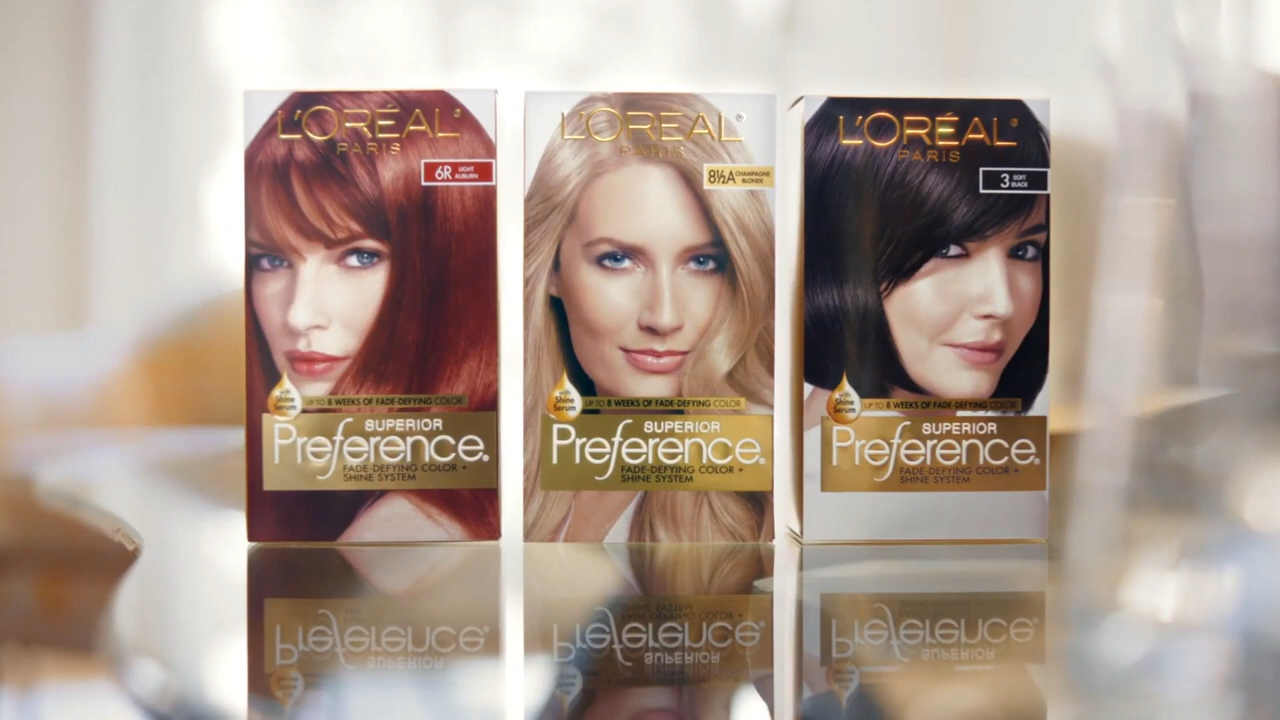 L'ORÉAL®
PARIS
6R LIGHT
AUBURN
with
Shine
Serum
UP TO 8 WEEKS OF FADE-DEFYING COLOR
SUPERIOR
Preference®
FADE-DEFYING COLOR +
SHINE SYSTEM
L'ORÉAL®
PARIS
8½A CHAMPAGNE
BLONDE
with
Shine
Serum
UP TO 8 WEEKS OF FADE-DEFYING COLOR
SUPERIOR
Preference®
FADE-DEFYING COLOR +
SHINE SYSTEM
L'ORÉAL®
PARIS
3 SOFT
BLACK
with
Shine
Serum
UP TO 8 WEEKS OF FADE-DEFYING COLOR
SUPERIOR
Preference®
FADE-DEFYING COLOR +
SHINE SYSTEM